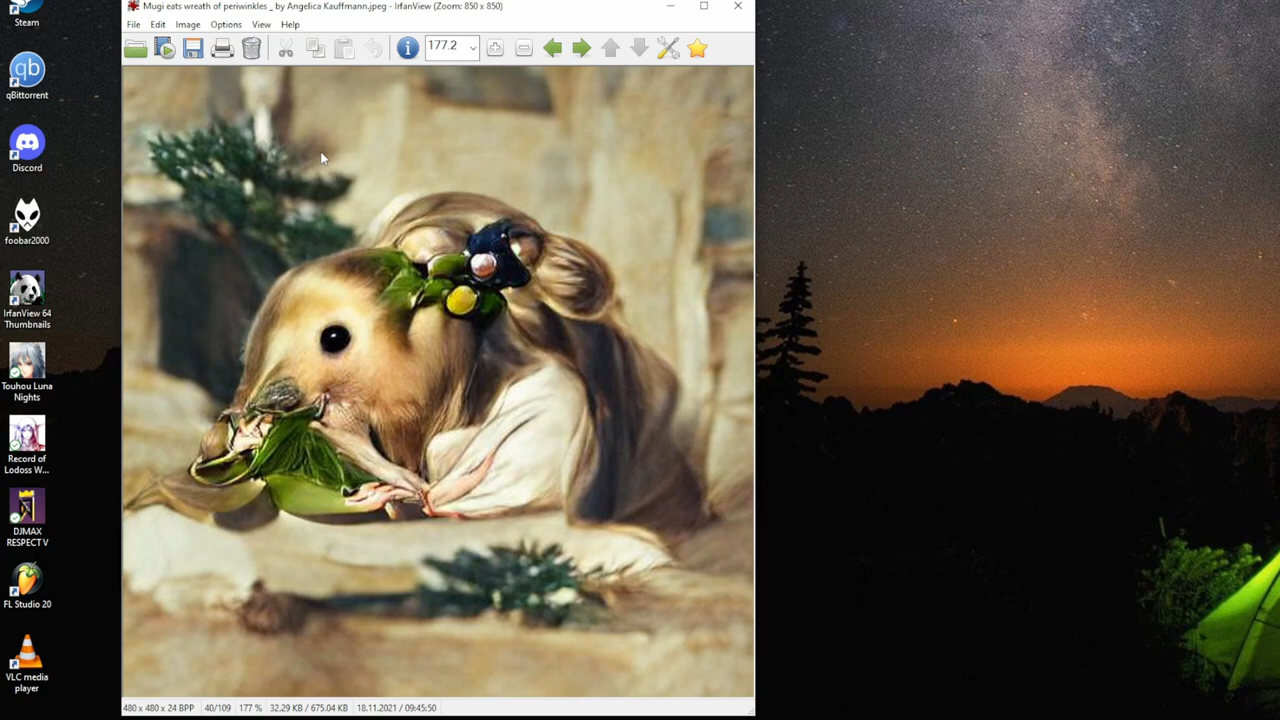 Steam
qBittorrent
Discord
foobar2000
IrfanView 64
Thumbnails
Touhou Luna
Nights
Record of
Lodoss W...
DJMAX
RESPECT V
FL Studio 20
VLC media
player
Mugi eats wreath of periwinkles _ by Angelica Kauffmann.jpeg - IrfanView (Zoom: 850 x 850)
File Edit Image Options View Help
177.2
480 x 480 x 24 BPP 40/109 177 % 32.29 KB / 675.04 KB 18.11.2021 / 09:45:50